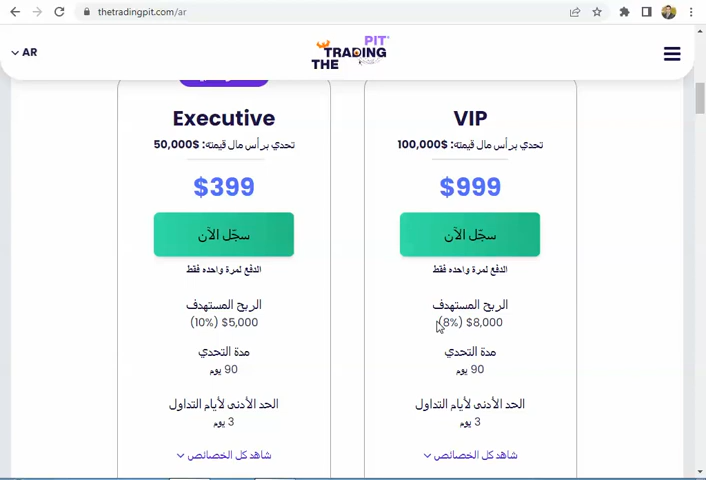 thetradingpit.com/ar
AR
THE
TRADING
PIT
Executive
تحدي برأس مال قيمته: $50,000
$399
سجّل الآن
الدفع لمرة واحده فقط
الربح المستهدف
$5,000 (10%)
مدة التحدي
90 يوم
الحد الأدنى لأيام التداول
3 يوم
شاهد كل الخصائص
VIP
تحدي برأس مال قيمته: $100,000
$999
سجّل الآن
الدفع لمرة واحده فقط
الربح المستهدف
$8,000 (8%)
مدة التحدي
90 يوم
الحد الأدنى لأيام التداول
3 يوم
شاهد كل الخصائص